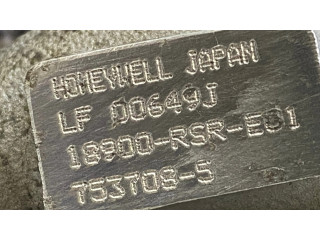 HONEYWELL JAPAN
LF D0649J
18900-RSR-E01
753708-5